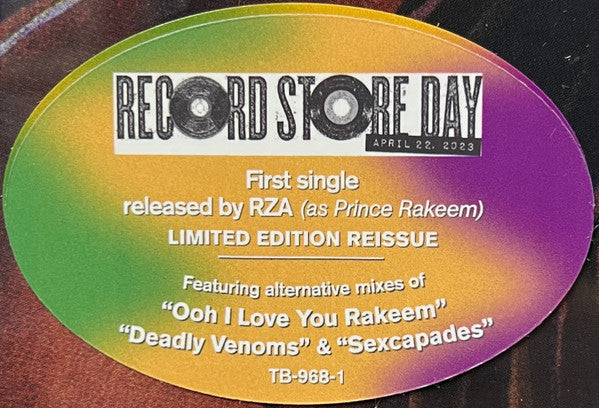 RECORD STORE DAY
APRIL 22, 2023
First single
released by RZA (as Prince Rakeem)
LIMITED EDITION REISSUE
Featuring alternative mixes of
“Ooh I Love You Rakeem”
“Deadly Venoms” & “Sexcapades”
TB-968-1